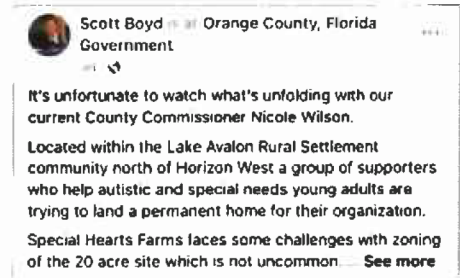 Scott Boyd is at Orange County, Florida
Government
It's unfortunate to watch what's unfolding with our
current County Commissioner Nicole Wilson.
Located within the Lake Avalon Rural Settlement
community north of Horizon West a group of supporters
who help autistic and special needs young adults are
trying to land a permanent home for their organization.
Special Hearts Farms faces some challenges with zoning
of the 20 acre site which is not uncommon... See more